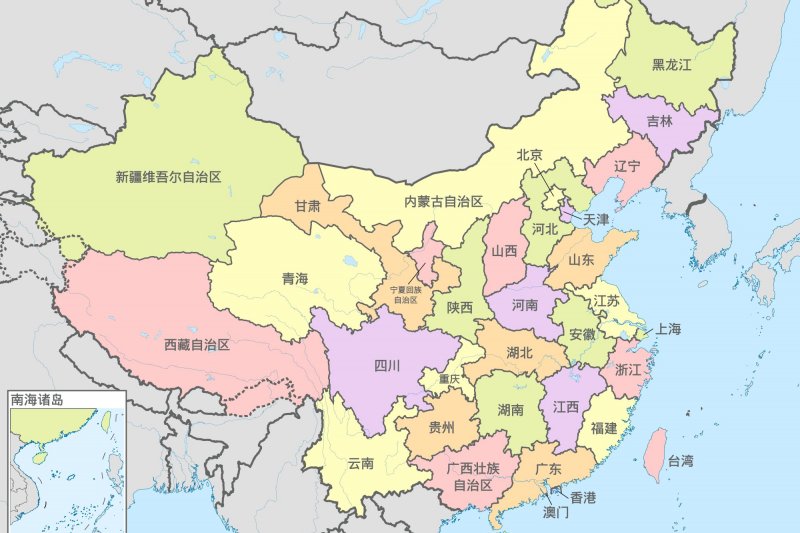 黑龙江
吉林
辽宁
北京
新疆维吾尔自治区
内蒙古自治区
甘肃
天津
河北
山西
山东
青海
宁夏回族
自治区
陕西
河南
江苏
上海
安徽
西藏自治区
四川
湖北
浙江
重庆
南海诸岛
湖南
江西
贵州
福建
云南
广西壮族
自治区
广东
台湾
香港
澳门